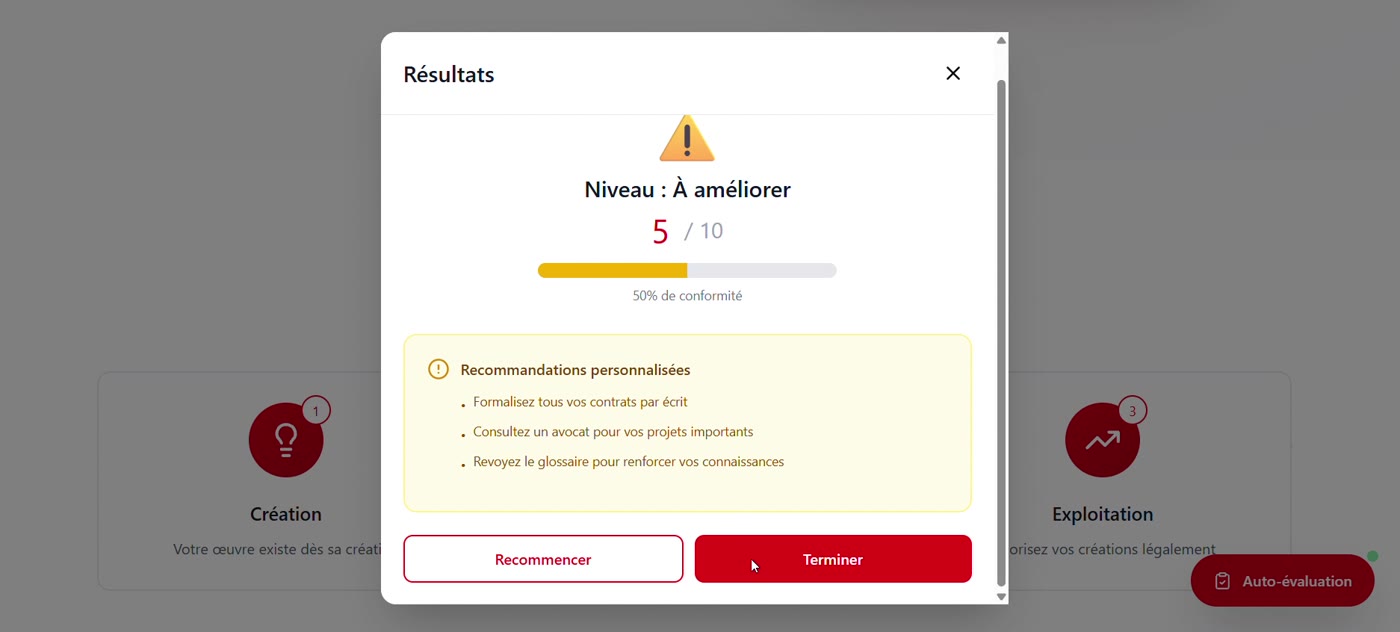 Résultats
Niveau : À améliorer
5 / 10
50% de conformité
Recommandations personnalisées
• Formalisez tous vos contrats par écrit
• Consultez un avocat pour vos projets importants
• Revoyez le glossaire pour renforcer vos connaissances
Recommencer
Terminer
1
Création
Votre œuvre existe dès sa
3
Exploitation
vos créations légalement
Auto-évaluation